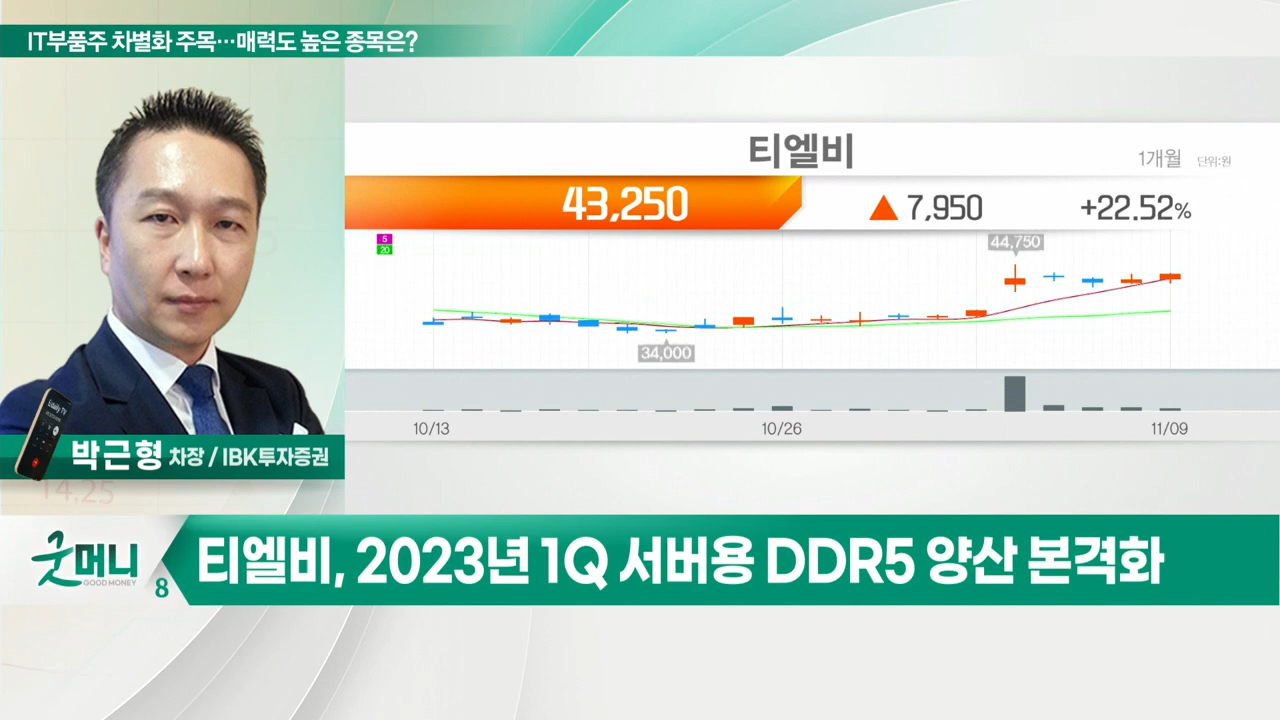 IT부품주 차별화 주목…매력도 높은 종목은?
티엘비
1개월 단위:원
43,250 ▲ 7,950 +22.52%
5
20
44,750
34,000
10/13 10/26 11/09
박근형 차장 / IBK투자증권
14.25
굿머니
GOOD MONEY
8
티엘비, 2023년 1Q 서버용 DDR5 양산 본격화